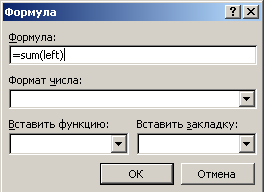 Формула
Формула:
=sum(left)
Формат числа:
Вставить функцию: Вставить закладку:
ОК Отмена